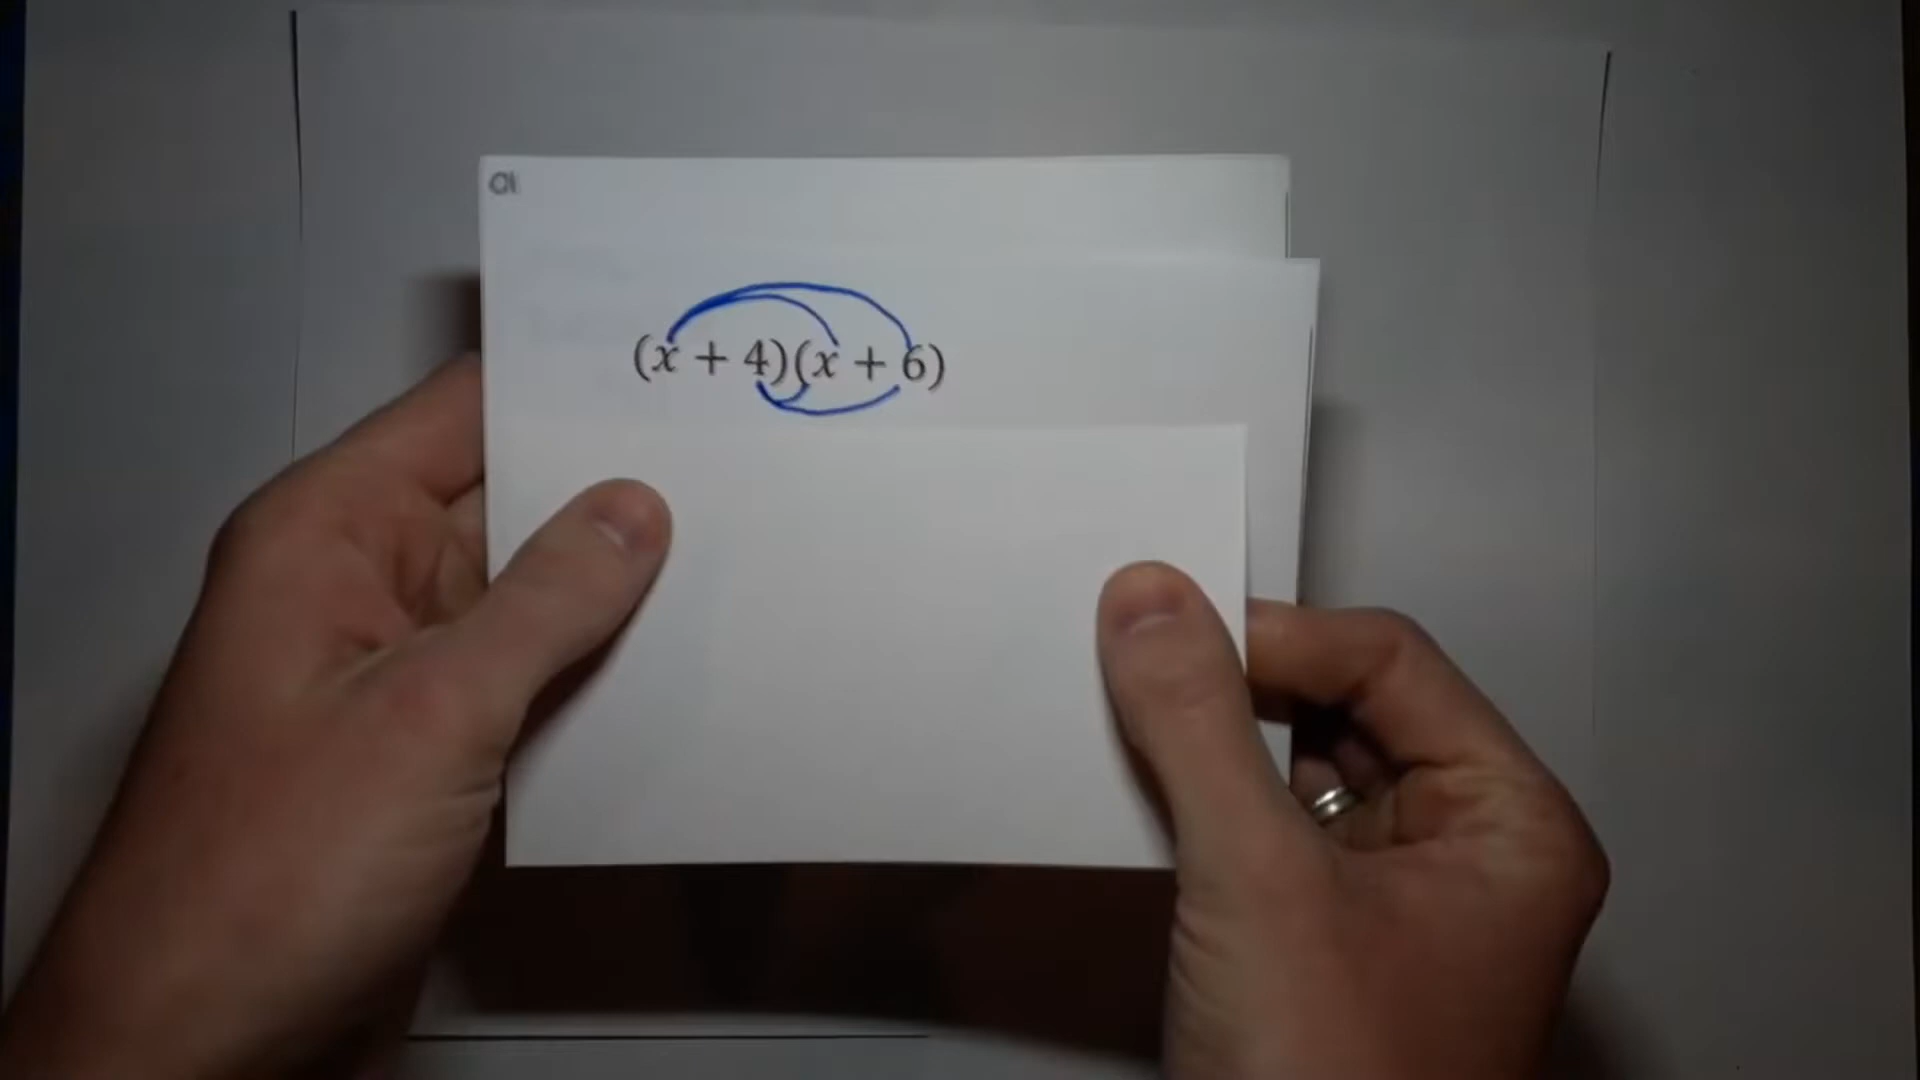 (x + 4)(x + 6)